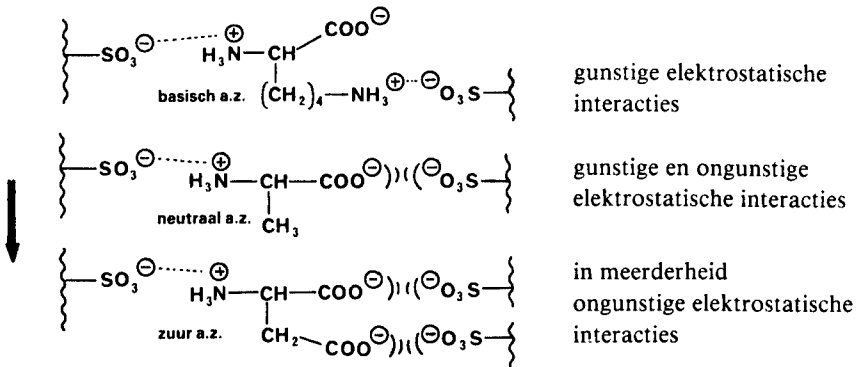 COO⊖
SO₃⊖ H₃N⊕—CH
basisch a.z. (CH₂)₄—NH₃⊕ ⊖O₃S
gunstige elektrostatische
interacties
SO₃⊖ H₃N⊕—CH—COO⊖))((⊖O₃S
neutraal a.z. CH₃
gunstige en ongunstige
elektrostatische interacties
SO₃⊖ H₃N⊕—CH—COO⊖))((⊖O₃S
zuur a.z. CH₂—COO⊖))((⊖O₃S
in meerderheid
ongunstige elektrostatische
interacties